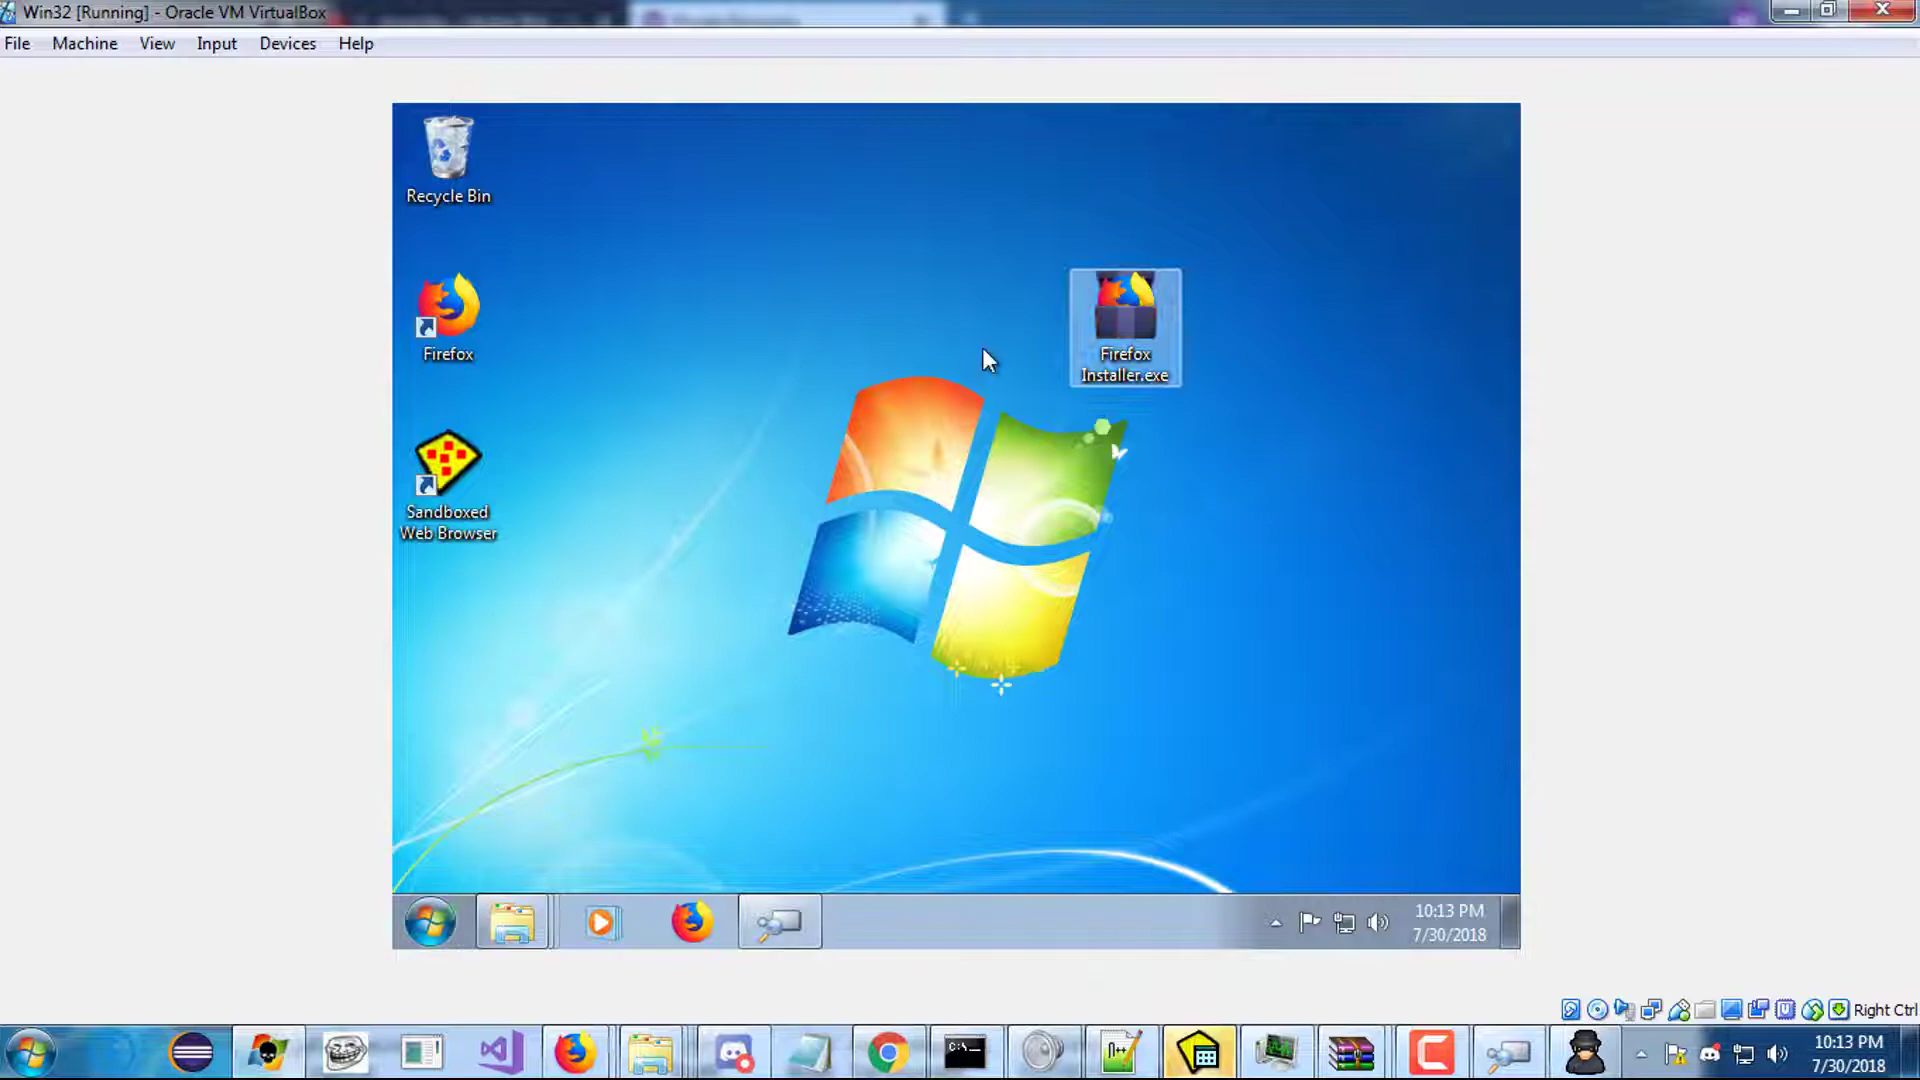 Win32 [Running] - Oracle VM VirtualBox
File Machine View Input Devices Help
Recycle Bin
Firefox
Firefox
Installer.exe
Sandboxed
Web Browser
10:13 PM
7/30/2018
Right Ctrl
C:\_
n++
10:13 PM
7/30/2018